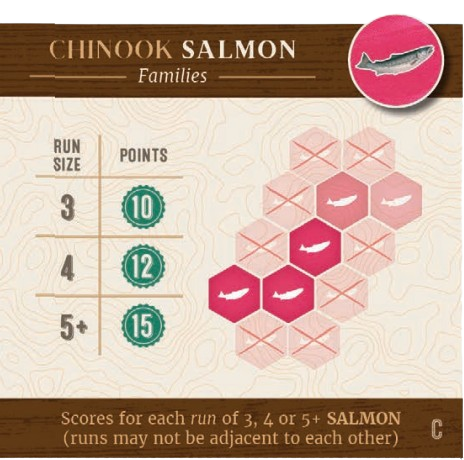 CHINOOK SALMON
Families
RUN SIZE POINTS
3 10
4 12
5+ 15
Scores for each run of 3, 4 or 5+ SALMON
(runs may not be adjacent to each other)
C